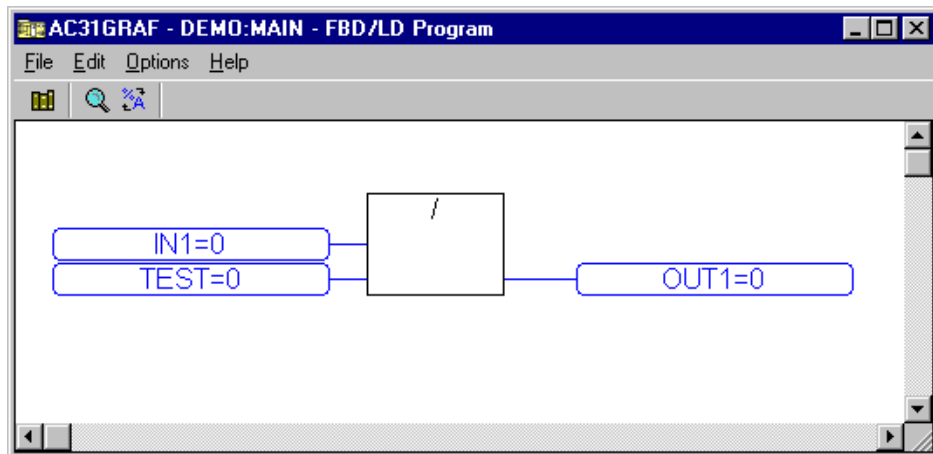 AC31GRAF - DEMO:MAIN - FBD/LD Program
File Edit Options Help
/
IN1=0
TEST=0
OUT1=0